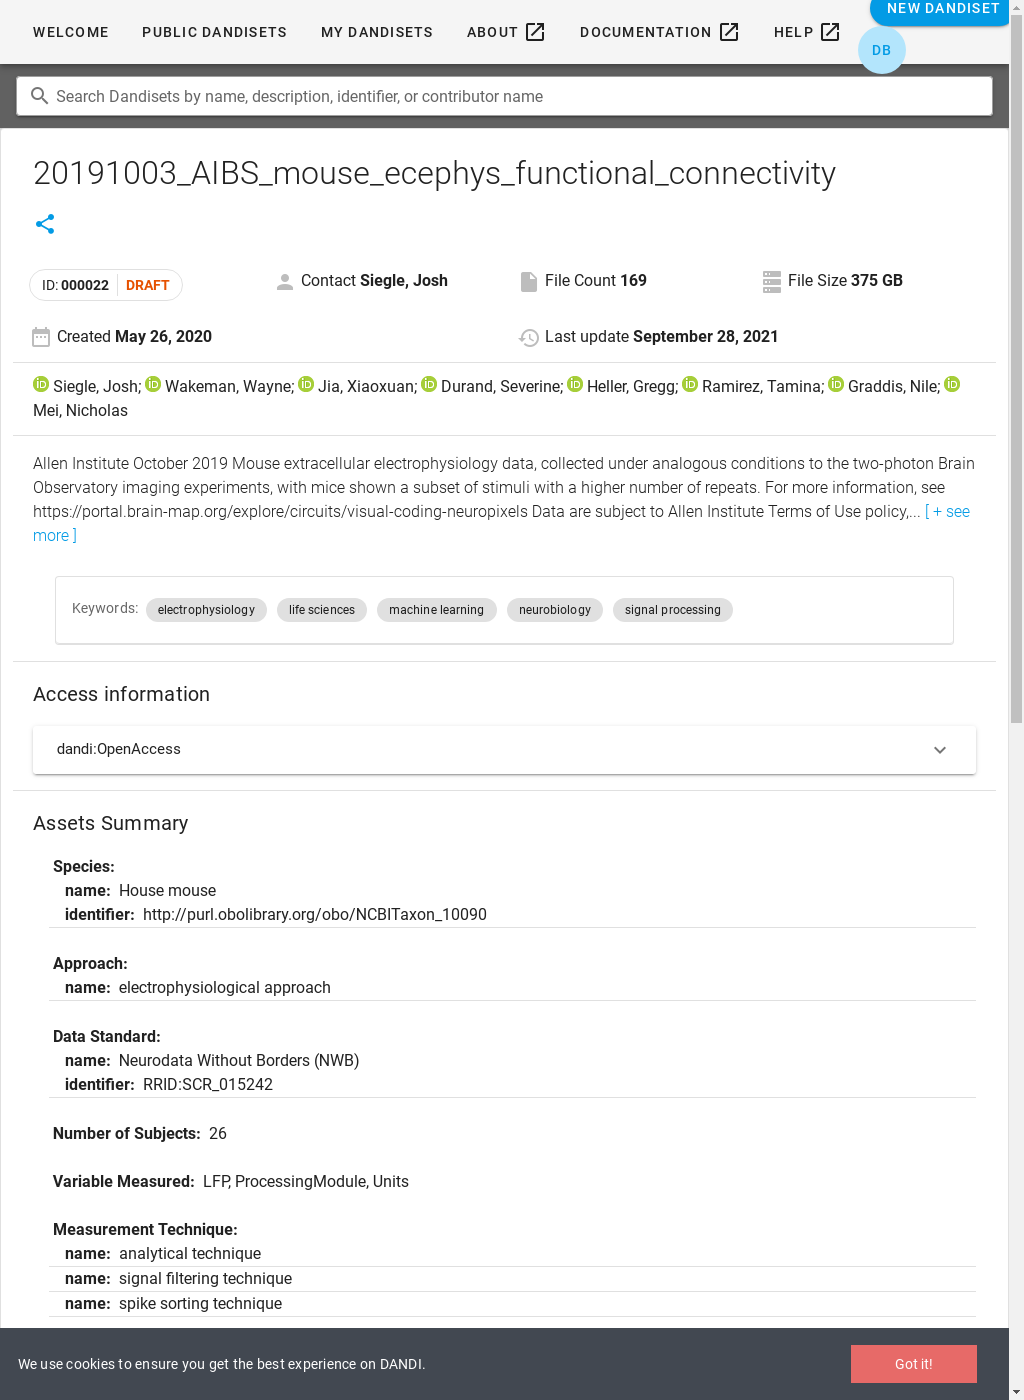 WELCOME PUBLIC DANDISETS MY DANDISETS ABOUT DOCUMENTATION HELP NEW DANDISET
DB
Search Dandisets by name, description, identifier, or contributor name
20191003_AIBS_mouse_ecephys_functional_connectivity
ID: 000022 DRAFT Contact Siegle, Josh File Count 169 File Size 375 GB
Created May 26, 2020 Last update September 28, 2021
iD Siegle, Josh; iD Wakeman, Wayne; iD Jia, Xiaoxuan; iD Durand, Severine; iD Heller, Gregg; iD Ramirez, Tamina; iD Graddis, Nile; iD
Mei, Nicholas
Allen Institute October 2019 Mouse extracellular electrophysiology data, collected under analogous conditions to the two-photon Brain
Observatory imaging experiments, with mice shown a subset of stimuli with a higher number of repeats. For more information, see
https://portal.brain-map.org/explore/circuits/visual-coding-neuropixels Data are subject to Allen Institute Terms of Use policy,... [ + see
more ]
Keywords: electrophysiology life sciences machine learning neurobiology signal processing
Access information
dandi:OpenAccess
Assets Summary
Species:
name: House mouse
identifier: http://purl.obolibrary.org/obo/NCBITaxon_10090
Approach:
name: electrophysiological approach
Data Standard:
name: Neurodata Without Borders (NWB)
identifier: RRID:SCR_015242
Number of Subjects: 26
Variable Measured: LFP, ProcessingModule, Units
Measurement Technique:
name: analytical technique
name: signal filtering technique
name: spike sorting technique
We use cookies to ensure you get the best experience on DANDI. Got it!